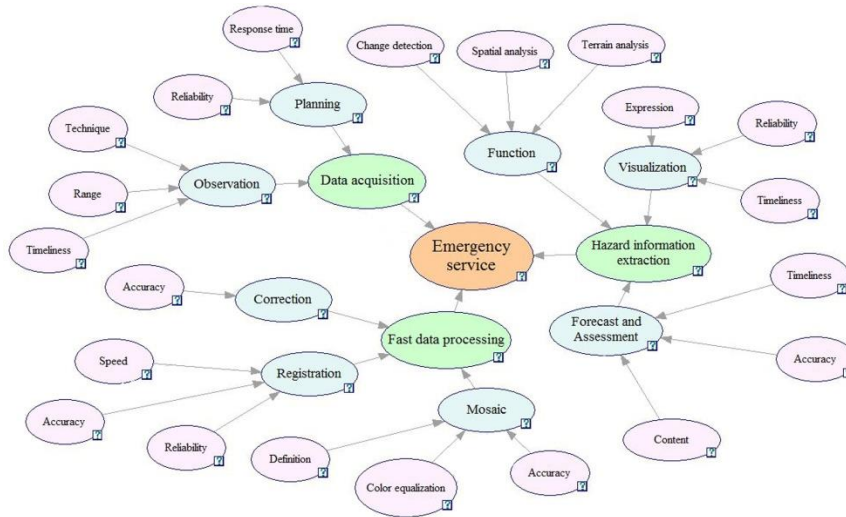 Response time
Change detection
Spatial analysis
Terrain analysis
Reliability
Planning
Expression
Technique
Reliability
Function
Visualization
Observation
Data acquisition
Range
Timeliness
Timeliness
Emergency
service
Hazard information
extraction
Accuracy
Correction
Timeliness
Fast data processing
Forecast and
Assessment
Speed
Registration
Accuracy
Accuracy
Mosaic
Reliability
Definition
Content
Color equalization
Accuracy